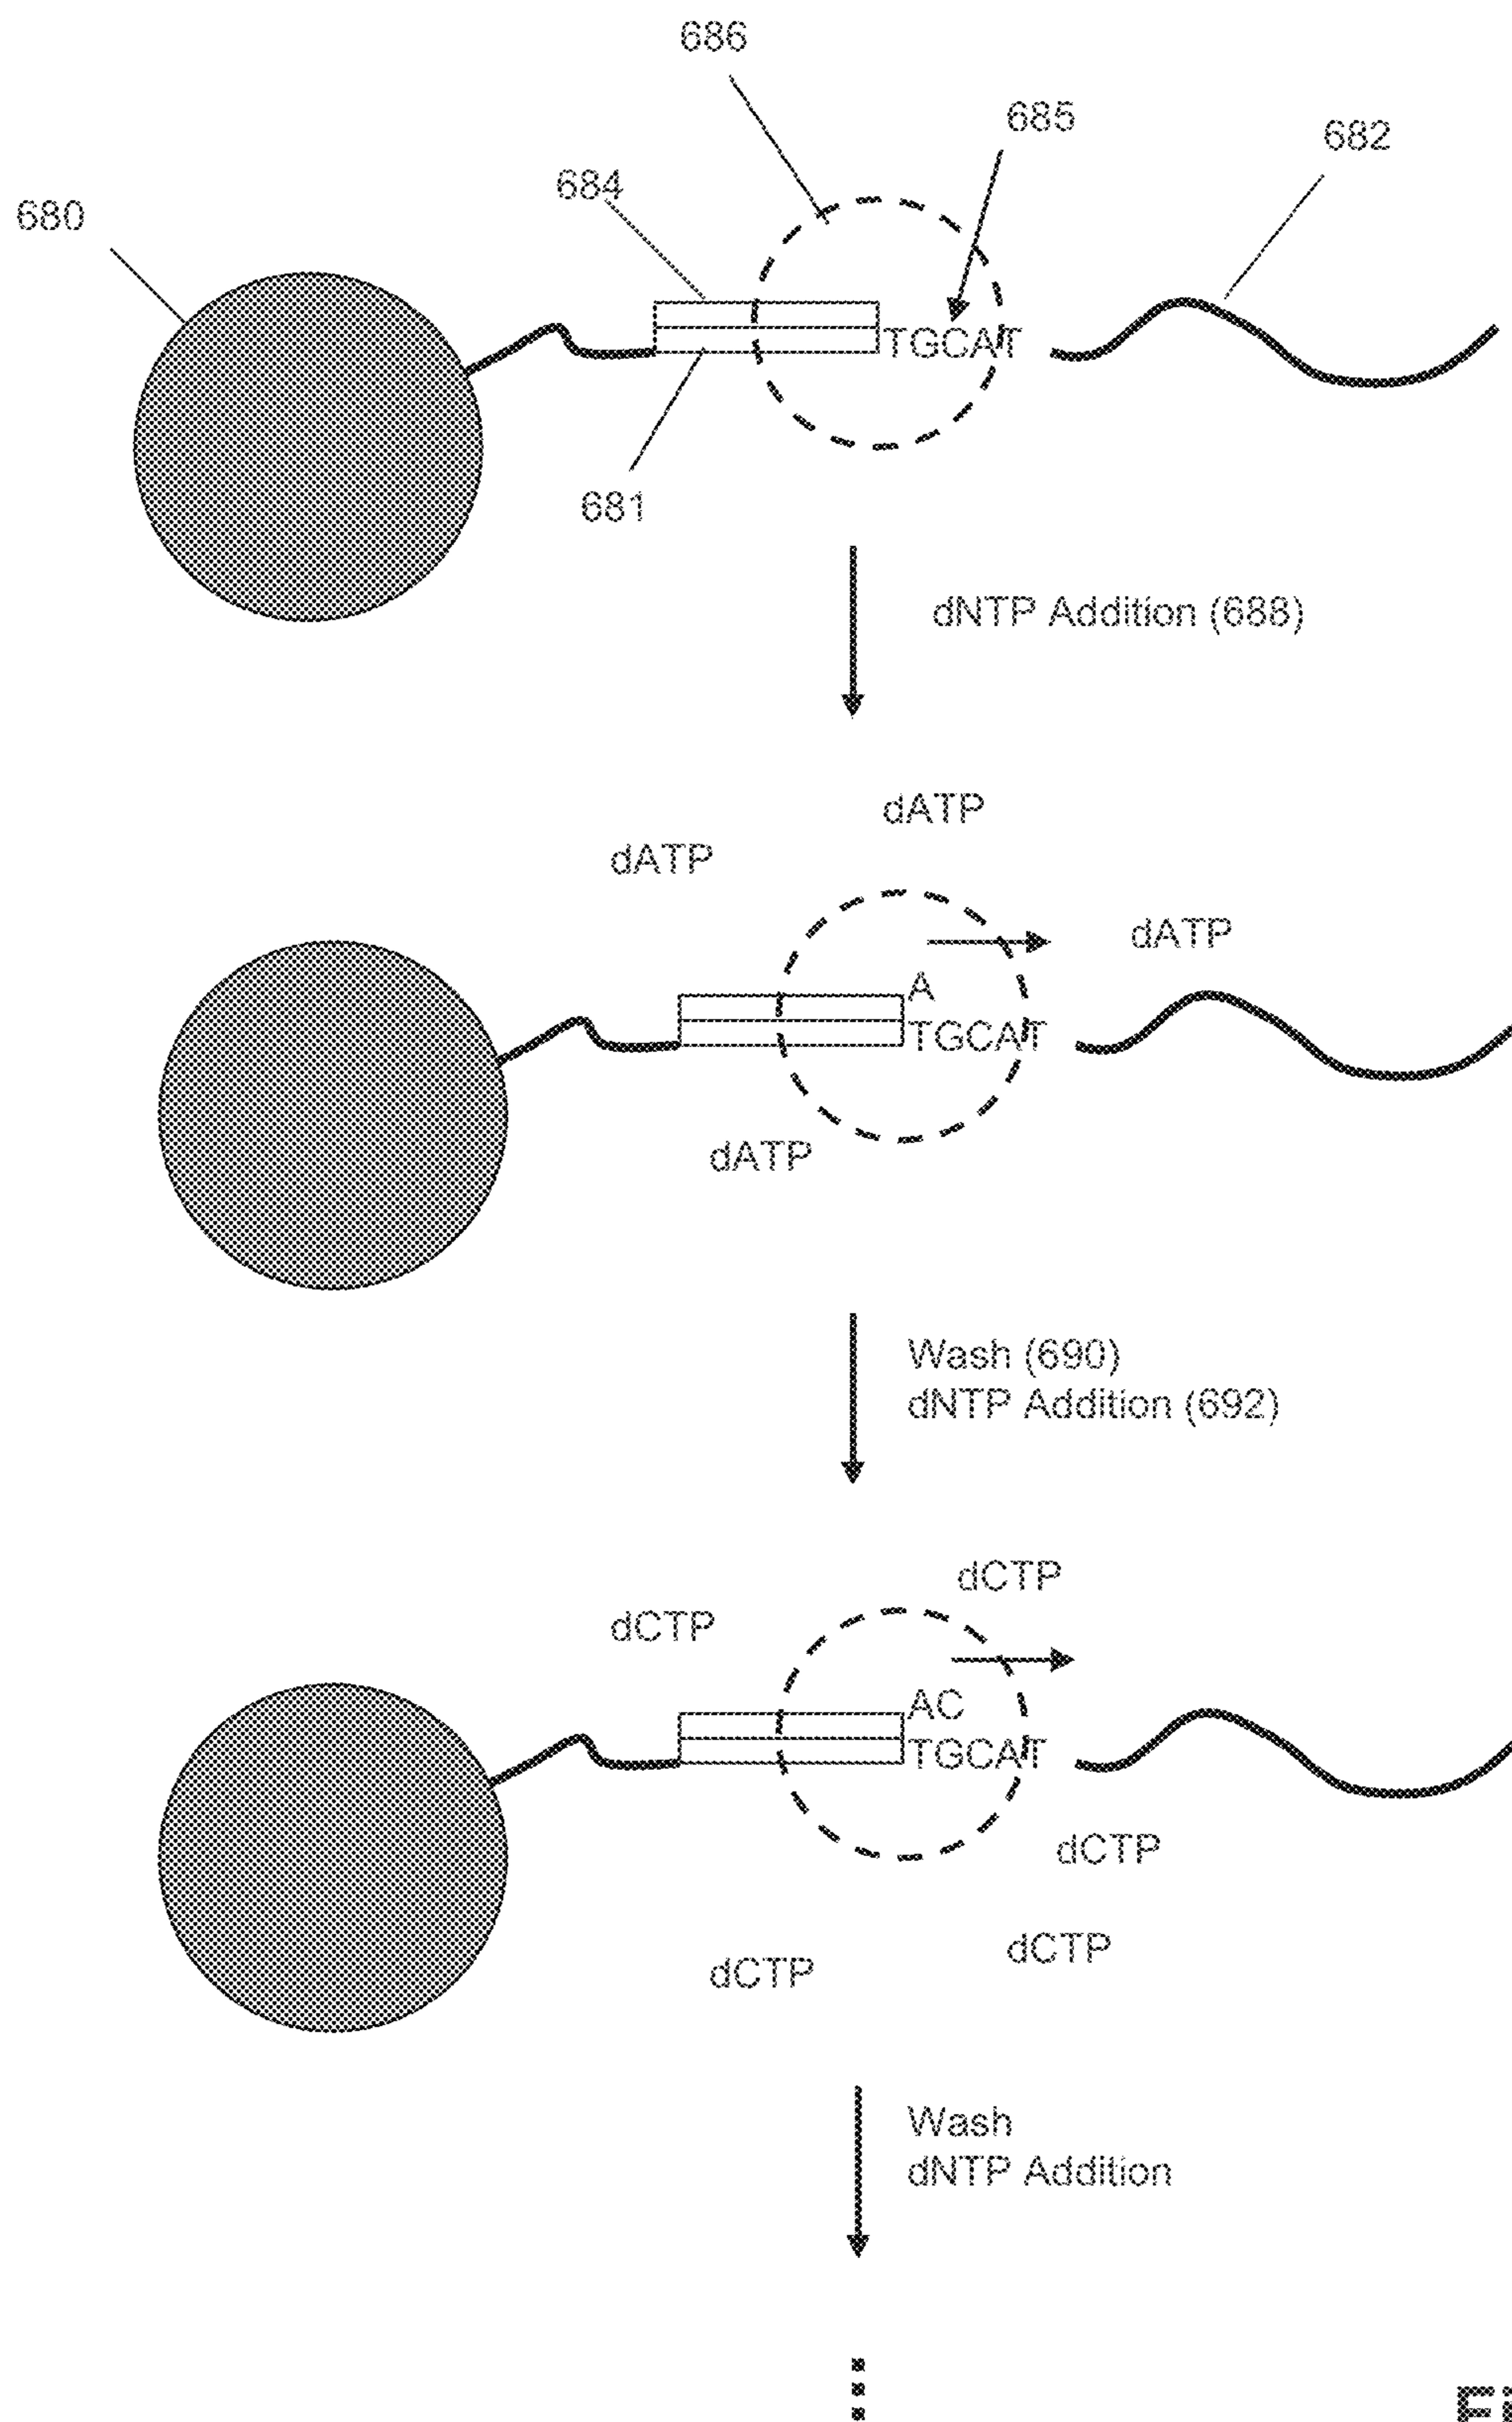 686
685
682
684
680
TGCAT
681
dNTP Addition (688)
dATP
dATP
dATP
A
TGCAT
dATP
Wash (690)
dNTP Addition (692)
dCTP
dCTP
AC
TGCAT
dCTP
dCTP
dCTP
Wash
dNTP Addition